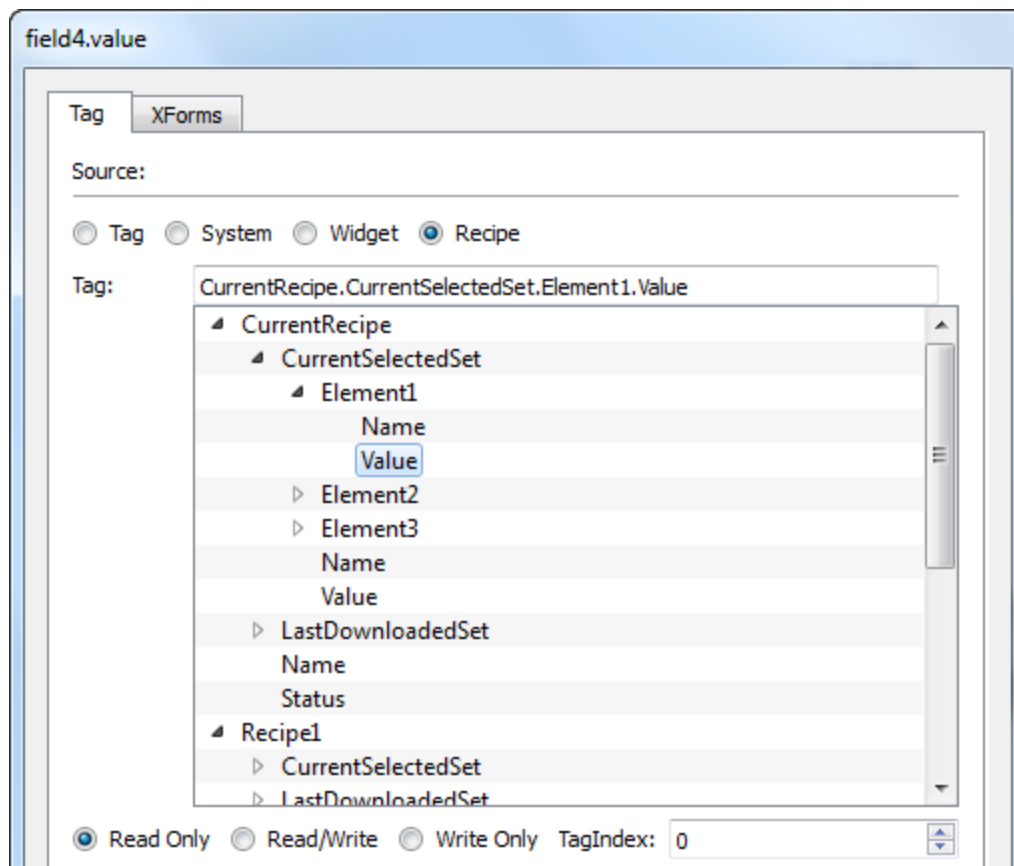 field4.value
Tag XForms
Source:
Tag System Widget Recipe
Tag: CurrentRecipe.CurrentSelectedSet.Element1.Value
CurrentRecipe
CurrentSelectedSet
Element1
Name
Value
Element2
Element3
Name
Value
LastDownloadedSet
Name
Status
Recipe1
CurrentSelectedSet
LastDownloadedSet
Read Only Read/Write Write Only TagIndex: 0